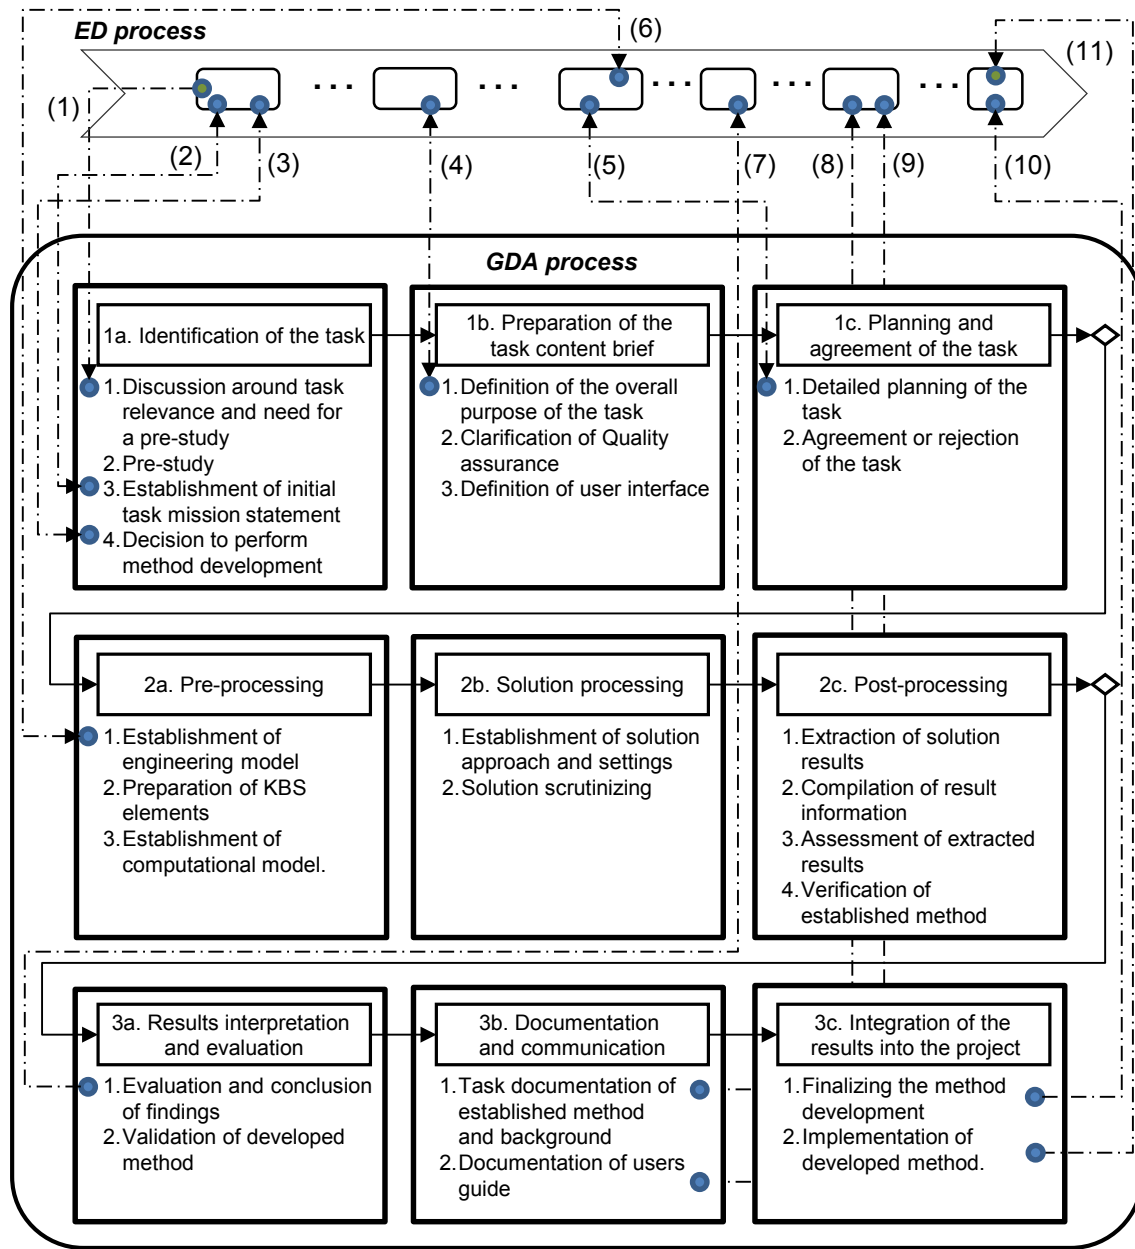 ED process
(6)
(11)
(1)
(2)
(3)
(4)
(5)
(7)
(8)
(9)
(10)
GDA process
1a. Identification of the task
1. Discussion around task
relevance and need for
a pre-study
2. Pre-study
3. Establishment of initial
task mission statement
4. Decision to perform
method development
1b. Preparation of the
task content brief
1. Definition of the overall
purpose of the task
2. Clarification of Quality
assurance
3. Definition of user interface
1c. Planning and
agreement of the task
1. Detailed planning of the
task
2. Agreement or rejection
of the task
2a. Pre-processing
1. Establishment of
engineering model
2. Preparation of KBS
elements
3. Establishment of
computational model.
2b. Solution processing
1. Establishment of solution
approach and settings
2. Solution scrutinizing
2c. Post-processing
1. Extraction of solution
results
2. Compilation of result
information
3. Assessment of extracted
results
4. Verification of
established method
3a. Results interpretation
and evaluation
1. Evaluation and conclusion
of findings
2. Validation of developed
method
3b. Documentation
and communication
1. Task documentation of
established method
and background
2. Documentation of users
guide
3c. Integration of the
results into the project
1. Finalizing the method
development
2. Implementation of
developed method.